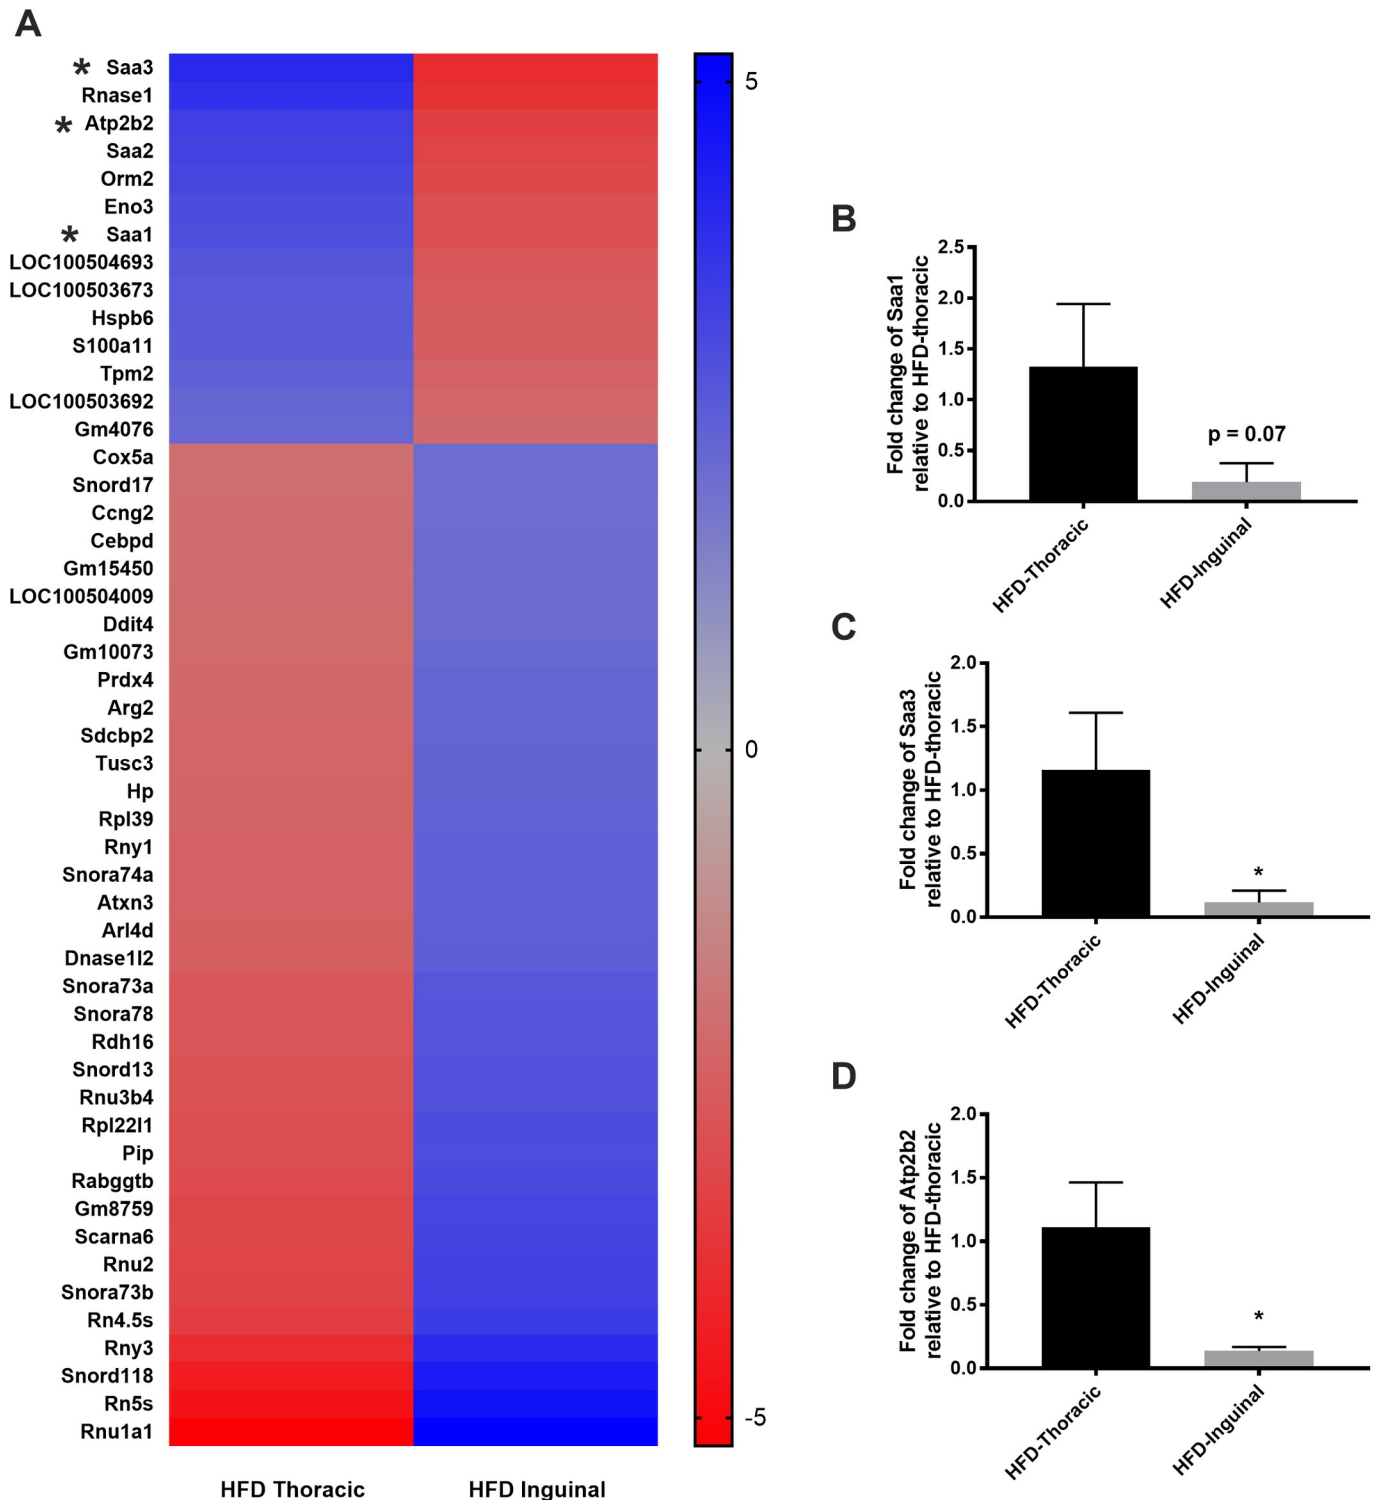 A
* Saa3
Rnase1
* Atp2b2
Saa2
Orm2
Eno3
* Saa1
LOC100504693
LOC100503673
Hspb6
S100a11
Tpm2
LOC100503692
Gm4076
Cox5a
Snord17
Ccng2
Cebpd
Gm15450
LOC100504009
Ddit4
Gm10073
Prdx4
Arg2
Sdcbp2
Tusc3
Hp
Rpl39
Rny1
Snora74a
Atxn3
Arl4d
Dnase1l2
Snora73a
Snora78
Rdh16
Snord13
Rnu3b4
Rpl22l1
Pip
Rabggtb
Gm8759
Scarna6
Rnu2
Snora73b
Rn4.5s
Rny3
Snord118
Rn5s
Rnu1a1
HFD Thoracic
HFD Inguinal
5
0
-5
B
Fold change of Saa1
relative to HFD-thoracic
2.5
2.0
1.5
1.0
0.5
0.0
p = 0.07
HFD-Thoracic
HFD-Inguinal
C
Fold change of Saa3
relative to HFD-thoracic
2.0
1.5
1.0
0.5
0.0
*
HFD-Thoracic
HFD-Inguinal
D
Fold change of Atp2b2
relative to HFD-thoracic
2.0
1.5
1.0
0.5
0.0
*
HFD-Thoracic
HFD-Inguinal